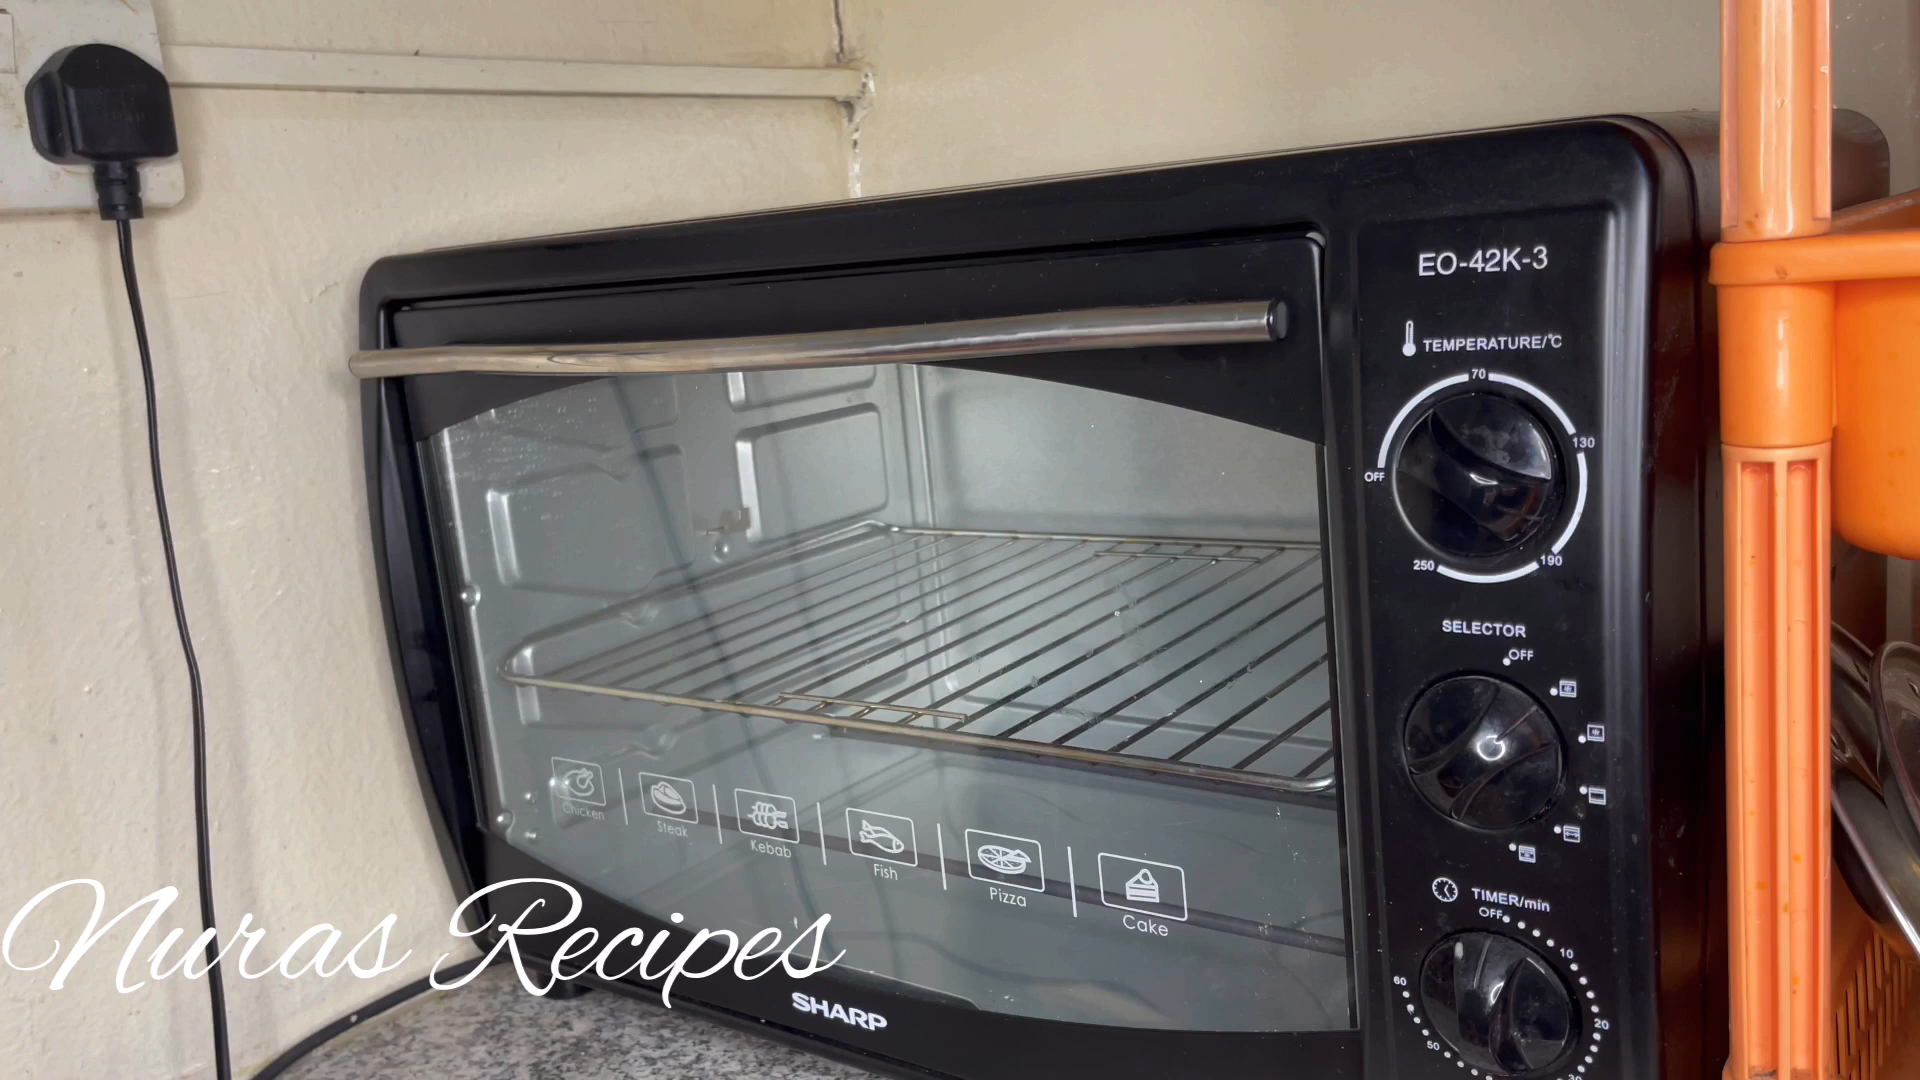 EO-42K-3
TEMPERATURE/℃
70
130
OFF
250
190
SELECTOR
OFF
TIMER/min
OFF
10
60
20
50
30
Chicken
Steak
Kebab
Fish
Pizza
Cake
Nuras Recipes
SHARP